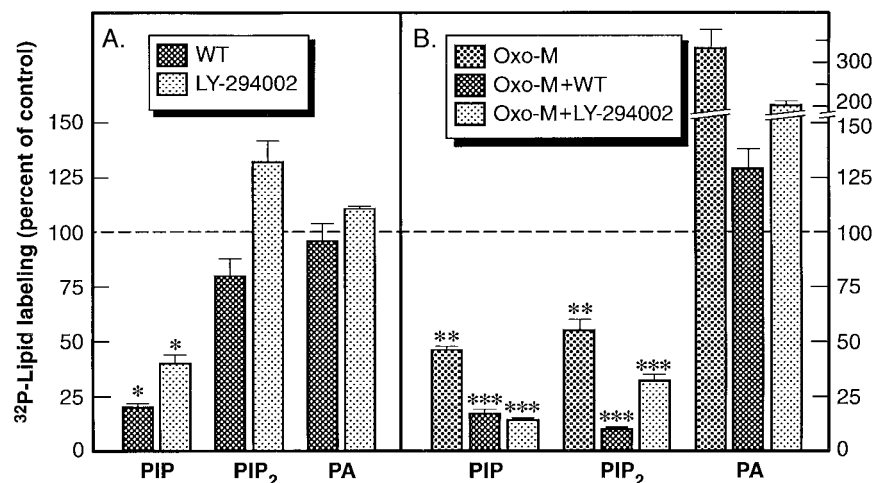 A.
WT
LY-294002
B.
Oxo-M
Oxo-M+WT
Oxo-M+LY-294002
³²P-Lipid labeling (percent of control)
150
125
100
75
50
25
0
300
200
150
125
100
75
50
25
0
* *
** *** ***
** *** ***
PIP PIP₂ PA
PIP PIP₂ PA